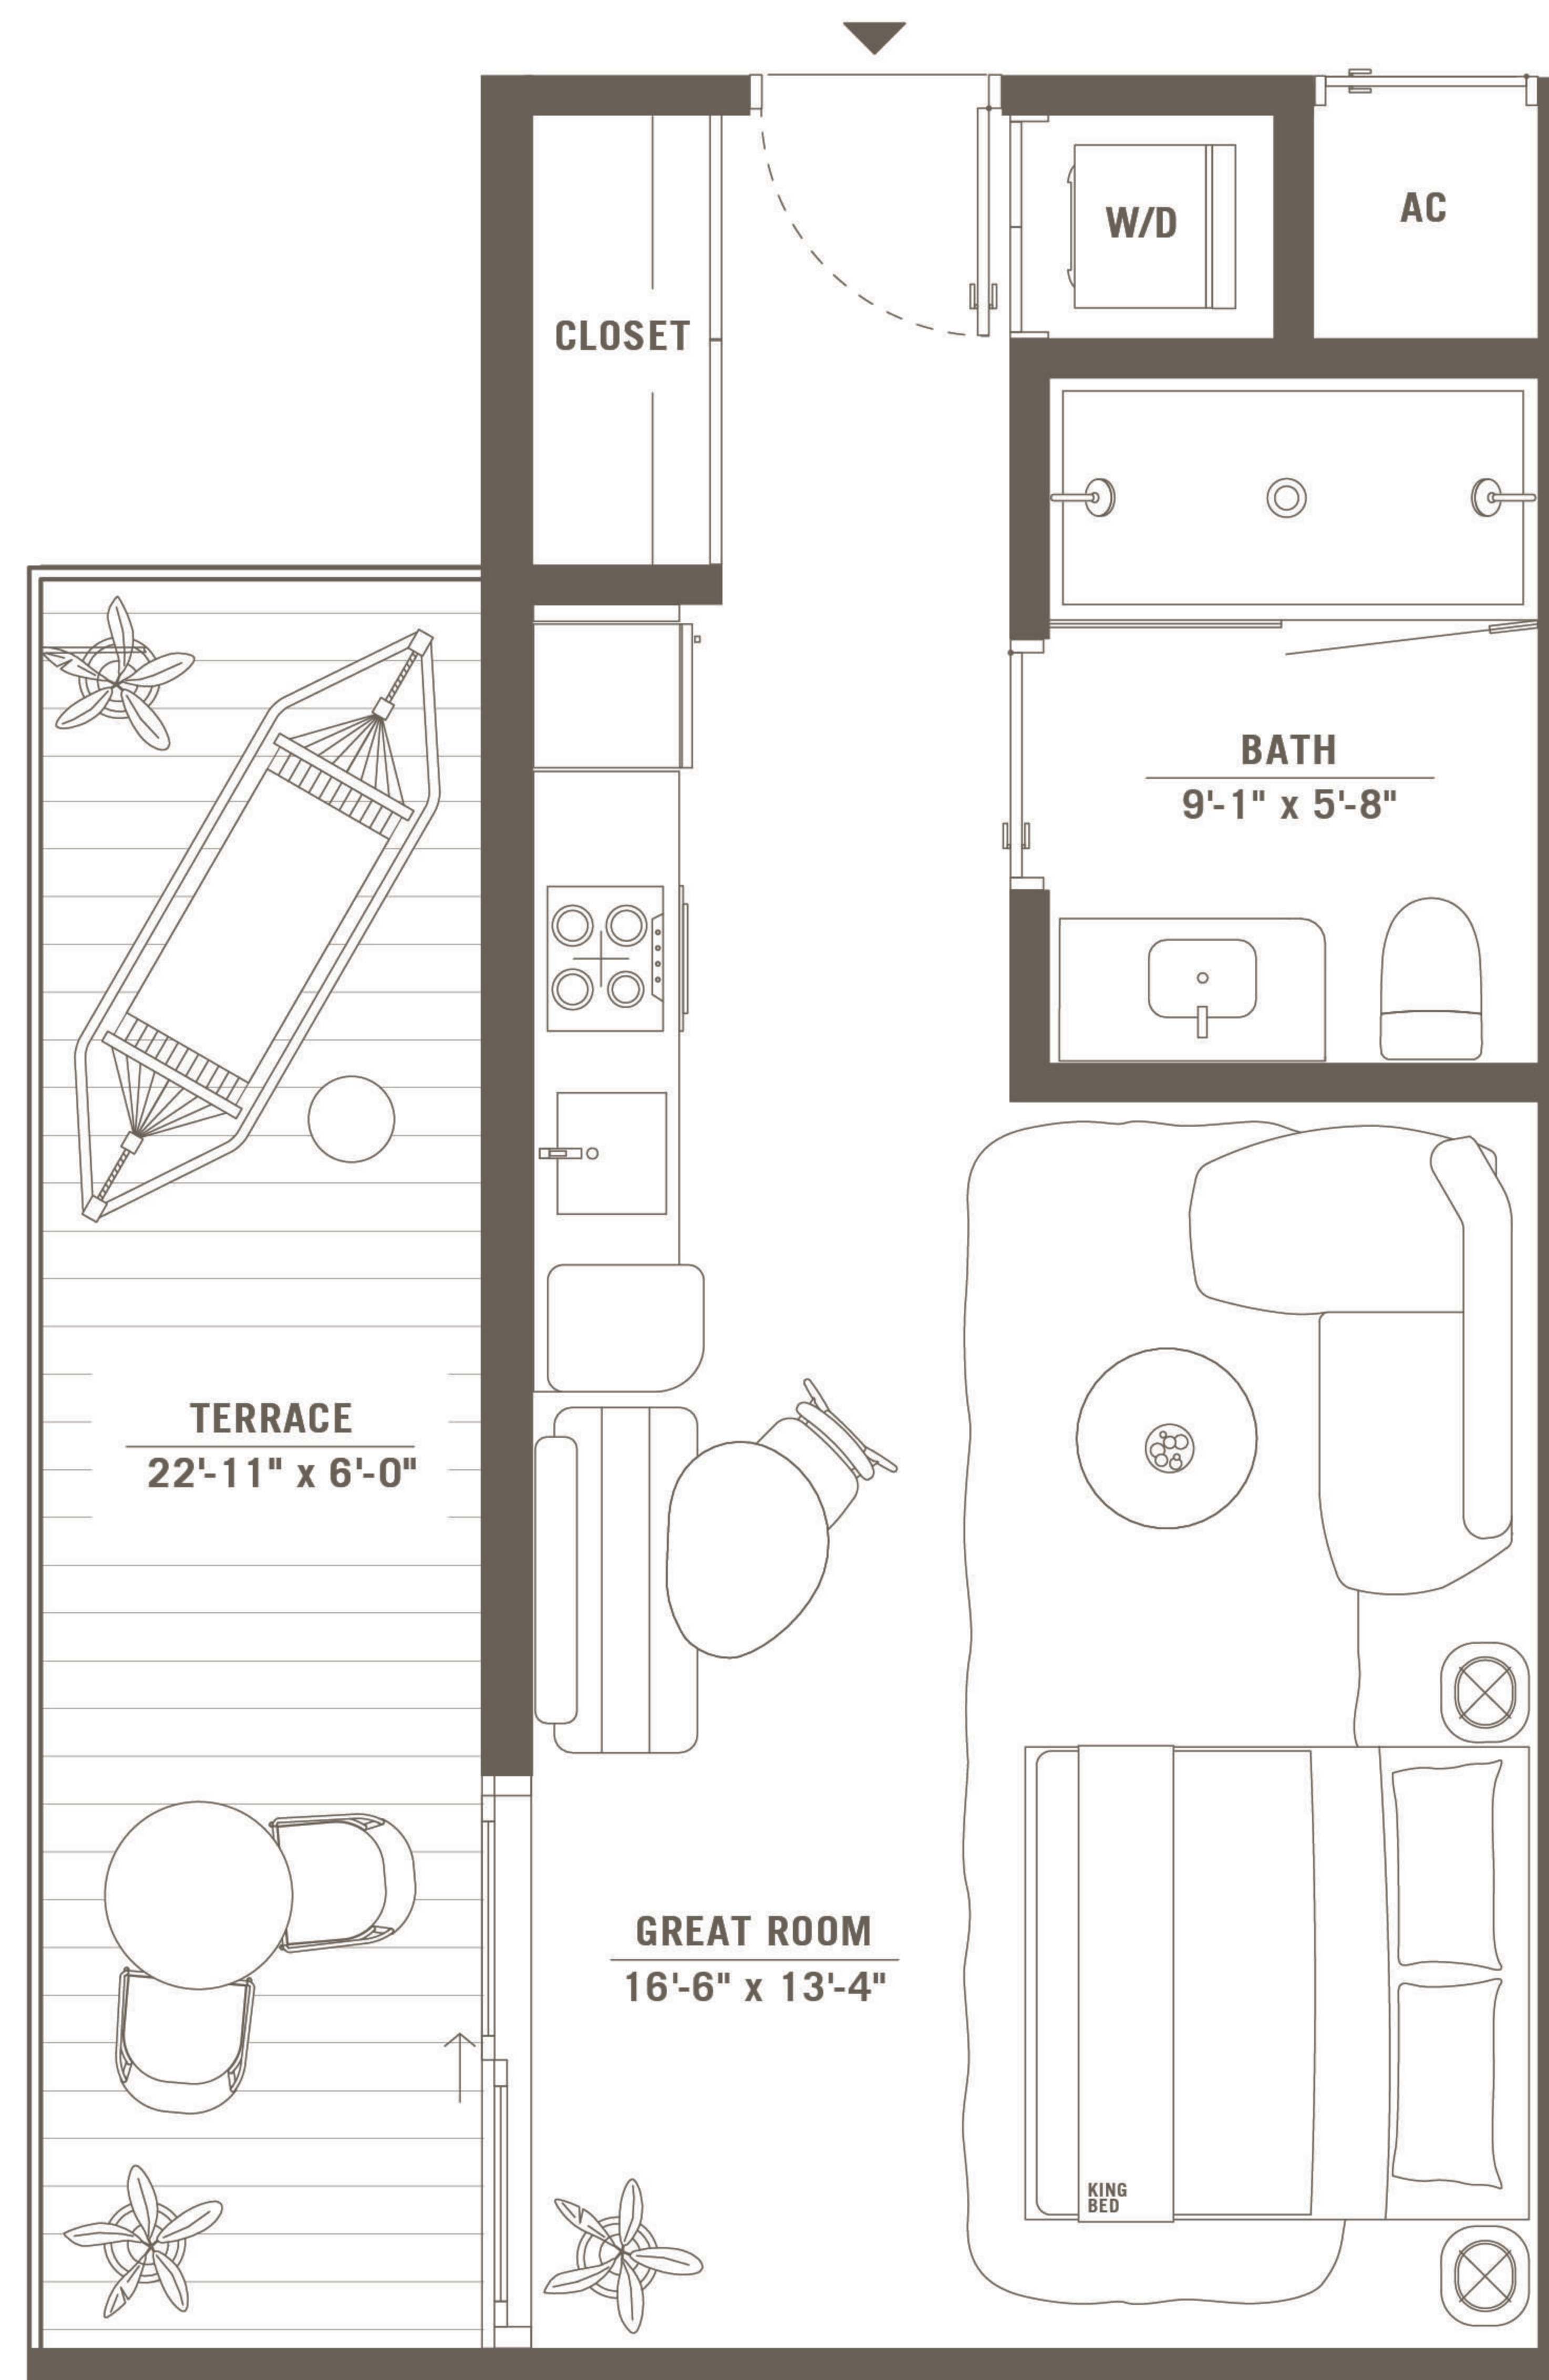 W/D
AC
CLOSET
BATH
9'-1" x 5'-8"
TERRACE
22'-11" x 6'-0"
GREAT ROOM
16'-6" x 13'-4"
KING
BED